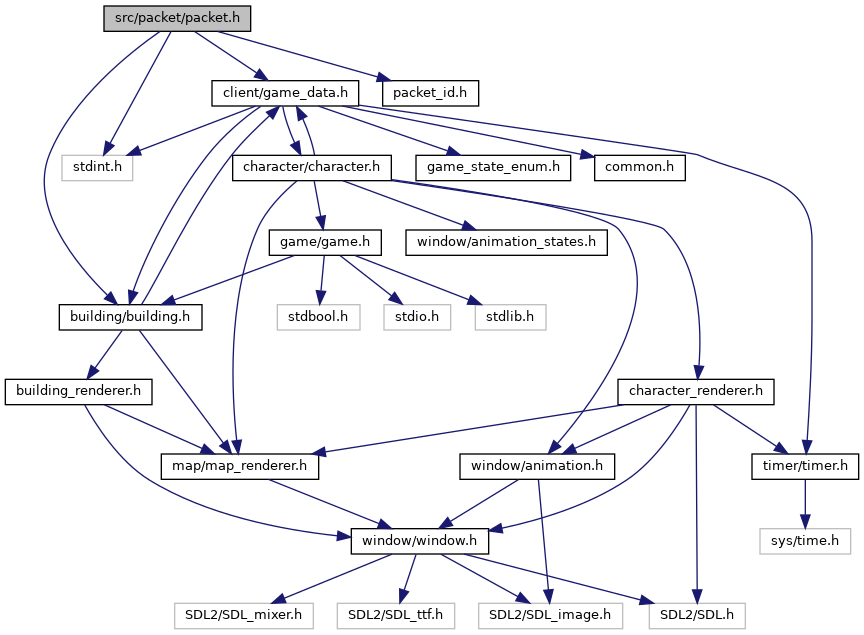 src/packet/packet.h
client/game_data.h
packet_id.h
stdint.h
character/character.h
game_state_enum.h
common.h
game/game.h
window/animation_states.h
building/building.h
stdbool.h
stdio.h
stdlib.h
building_renderer.h
character_renderer.h
map/map_renderer.h
window/animation.h
timer/timer.h
window/window.h
sys/time.h
SDL2/SDL_mixer.h
SDL2/SDL_ttf.h
SDL2/SDL_image.h
SDL2/SDL.h